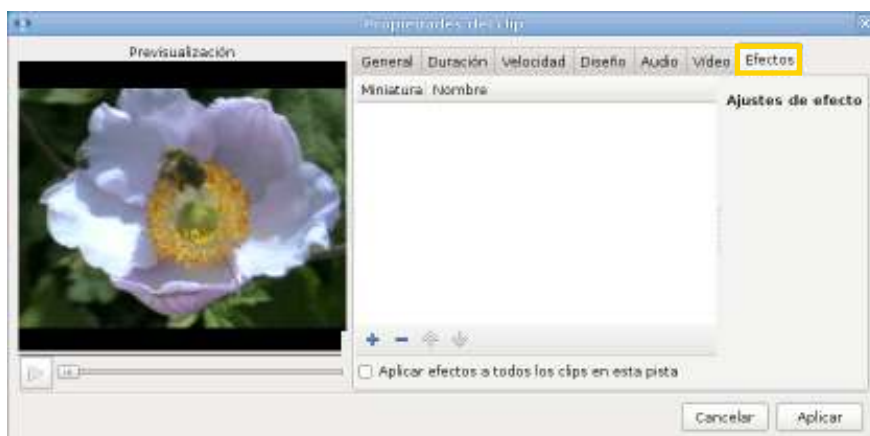 Propiedades del clip
Previsualización
General Duración Velocidad Diseño Audio Vídeo Efectos
Miniatura Nombre
Ajustes de efecto
Aplicar efectos a todos los clips en esta pista
Cancelar Aplicar